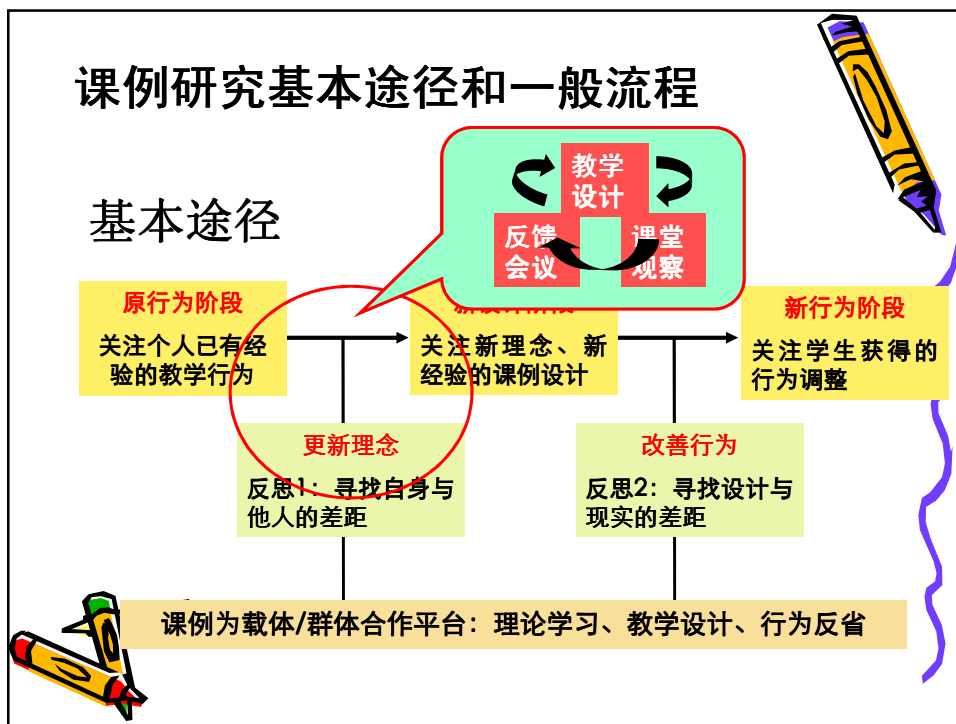 课例研究基本途径和一般流程
基本途径
教学
设计
反馈
会议
课堂
观察
原行为阶段
关注个人已有经
验的教学行为
关注新理念、新
经验的课例设计
新行为阶段
关注学生获得的
行为调整
更新理念
反思1：寻找自身与
他人的差距
改善行为
反思2：寻找设计与
现实的差距
课例为载体/群体合作平台：理论学习、教学设计、行为反省